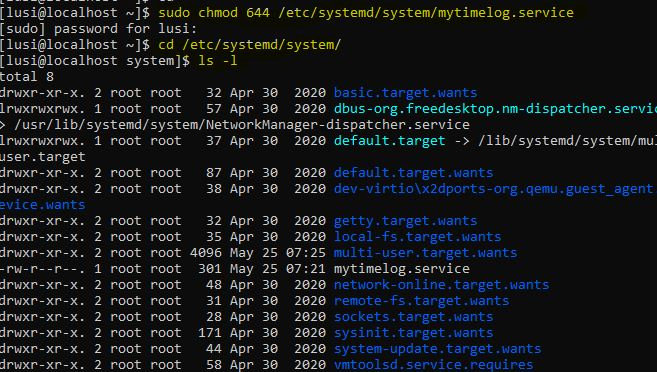 [lusi@localhost ~]$ sudo chmod 644 /etc/systemd/system/mytimelog.service
[sudo] password for lusi:
[lusi@localhost ~]$ cd /etc/systemd/system/
[lusi@localhost system]$ ls -l
total 8
drwxr-xr-x. 2 root root   32 Apr 30  2020 basic.target.wants
lrwxrwxrwx. 1 root root   57 Apr 30  2020 dbus-org.freedesktop.nm-dispatcher.servic
> /usr/lib/systemd/system/NetworkManager-dispatcher.service
lrwxrwxrwx. 1 root root   37 Apr 30  2020 default.target -> /lib/systemd/system/mul
user.target
drwxr-xr-x. 2 root root   87 Apr 30  2020 default.target.wants
drwxr-xr-x. 2 root root   38 Apr 30  2020 dev-virtio\x2dports-org.qemu.guest_agent
evice.wants
drwxr-xr-x. 2 root root   32 Apr 30  2020 getty.target.wants
drwxr-xr-x. 2 root root   35 Apr 30  2020 local-fs.target.wants
drwxr-xr-x. 2 root root 4096 May 25 07:25 multi-user.target.wants
-rw-r--r--. 1 root root  301 May 25 07:21 mytimelog.service
drwxr-xr-x. 2 root root   48 Apr 30  2020 network-online.target.wants
drwxr-xr-x. 2 root root   31 Apr 30  2020 remote-fs.target.wants
drwxr-xr-x. 2 root root   28 Apr 30  2020 sockets.target.wants
drwxr-xr-x. 2 root root  171 Apr 30  2020 sysinit.target.wants
drwxr-xr-x. 2 root root   44 Apr 30  2020 system-update.target.wants
drwxr-xr-x. 2 root root   58 Apr 30  2020 vmtoolsd.service.requires